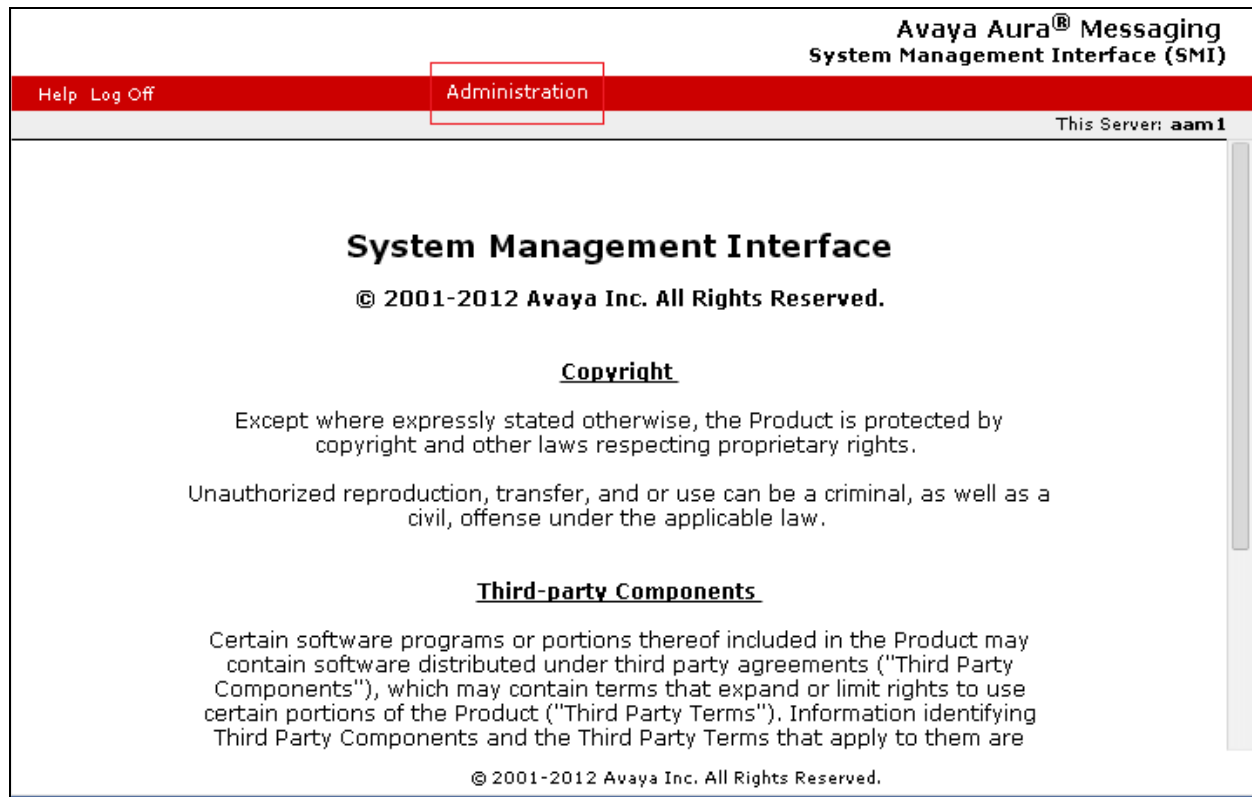 Avaya Aura® Messaging
System Management Interface (SMI)
Help Log Off Administration
This Server: aam1
System Management Interface
© 2001-2012 Avaya Inc. All Rights Reserved.
Copyright
Except where expressly stated otherwise, the Product is protected by
copyright and other laws respecting proprietary rights.
Unauthorized reproduction, transfer, and or use can be a criminal, as well as a
civil, offense under the applicable law.
Third-party Components
Certain software programs or portions thereof included in the Product may
contain software distributed under third party agreements ("Third Party
Components"), which may contain terms that expand or limit rights to use
certain portions of the Product ("Third Party Terms"). Information identifying
Third Party Components and the Third Party Terms that apply to them are
© 2001-2012 Avaya Inc. All Rights Reserved.